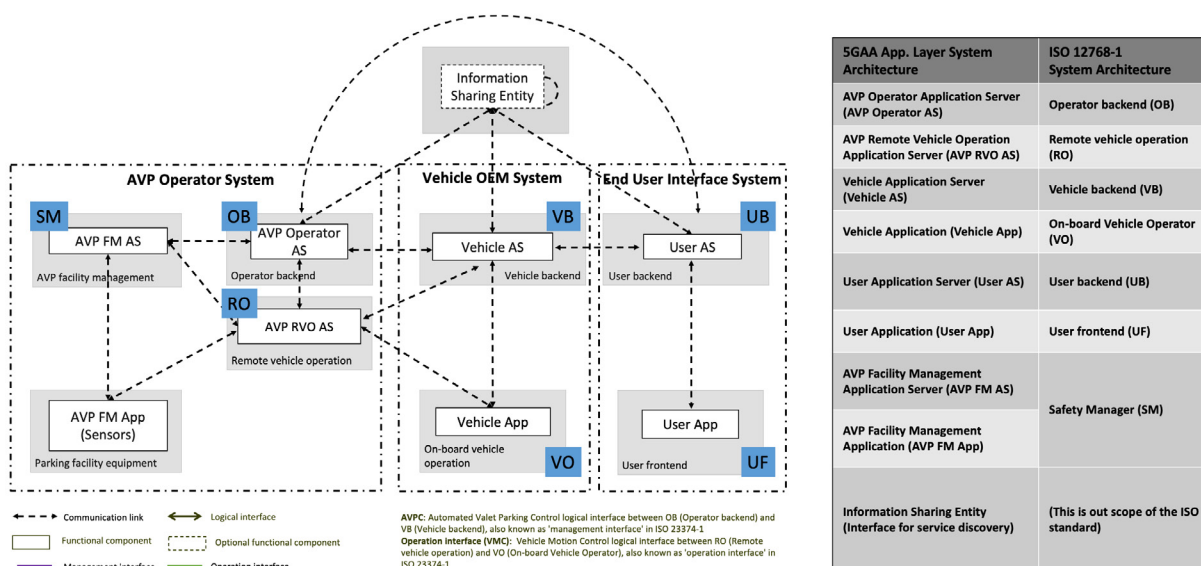 Information
Sharing Entity
AVP Operator System
Vehicle OEM System
End User Interface System
SM
OB
VB
UB
AVP FM AS
AVP Operator
AS
Vehicle AS
User AS
AVP facility management
Operator backend
Vehicle backend
User backend
RO
AVP RVO AS
Remote vehicle operation
AVP FM App
(Sensors)
Parking facility equipment
Vehicle App
On-board vehicle
operation
VO
User App
User frontend
UF
Communication link
Logical interface
Functional component
Optional functional component
Management interface
Operation interface
AVPC: Automated Valet Parking Control logical interface between OB (Operator backend) and
VB (Vehicle backend), also known as 'management interface' in ISO 23374-1
Operation interface (VMC): Vehicle Motion Control logical interface between RO (Remote
vehicle operation) and VO (On-board Vehicle Operator), also known as 'operation interface' in
ISO 23374-1
5GAA App. Layer System
Architecture
ISO 12768-1
System Architecture
AVP Operator Application Server
(AVP Operator AS)
Operator backend (OB)
AVP Remote Vehicle Operation
Application Server (AVP RVO AS)
Remote vehicle operation
(RO)
Vehicle Application Server
(Vehicle AS)
Vehicle backend (VB)
Vehicle Application (Vehicle App)
On-board Vehicle Operator
(VO)
User Application Server (User AS)
User backend (UB)
User Application (User App)
User frontend (UF)
AVP Facility Management
Application Server (AVP FM AS)
AVP Facility Management
Application (AVP FM App)
Safety Manager (SM)
Information Sharing Entity
(Interface for service discovery)
(This is out scope of the ISO
standard)